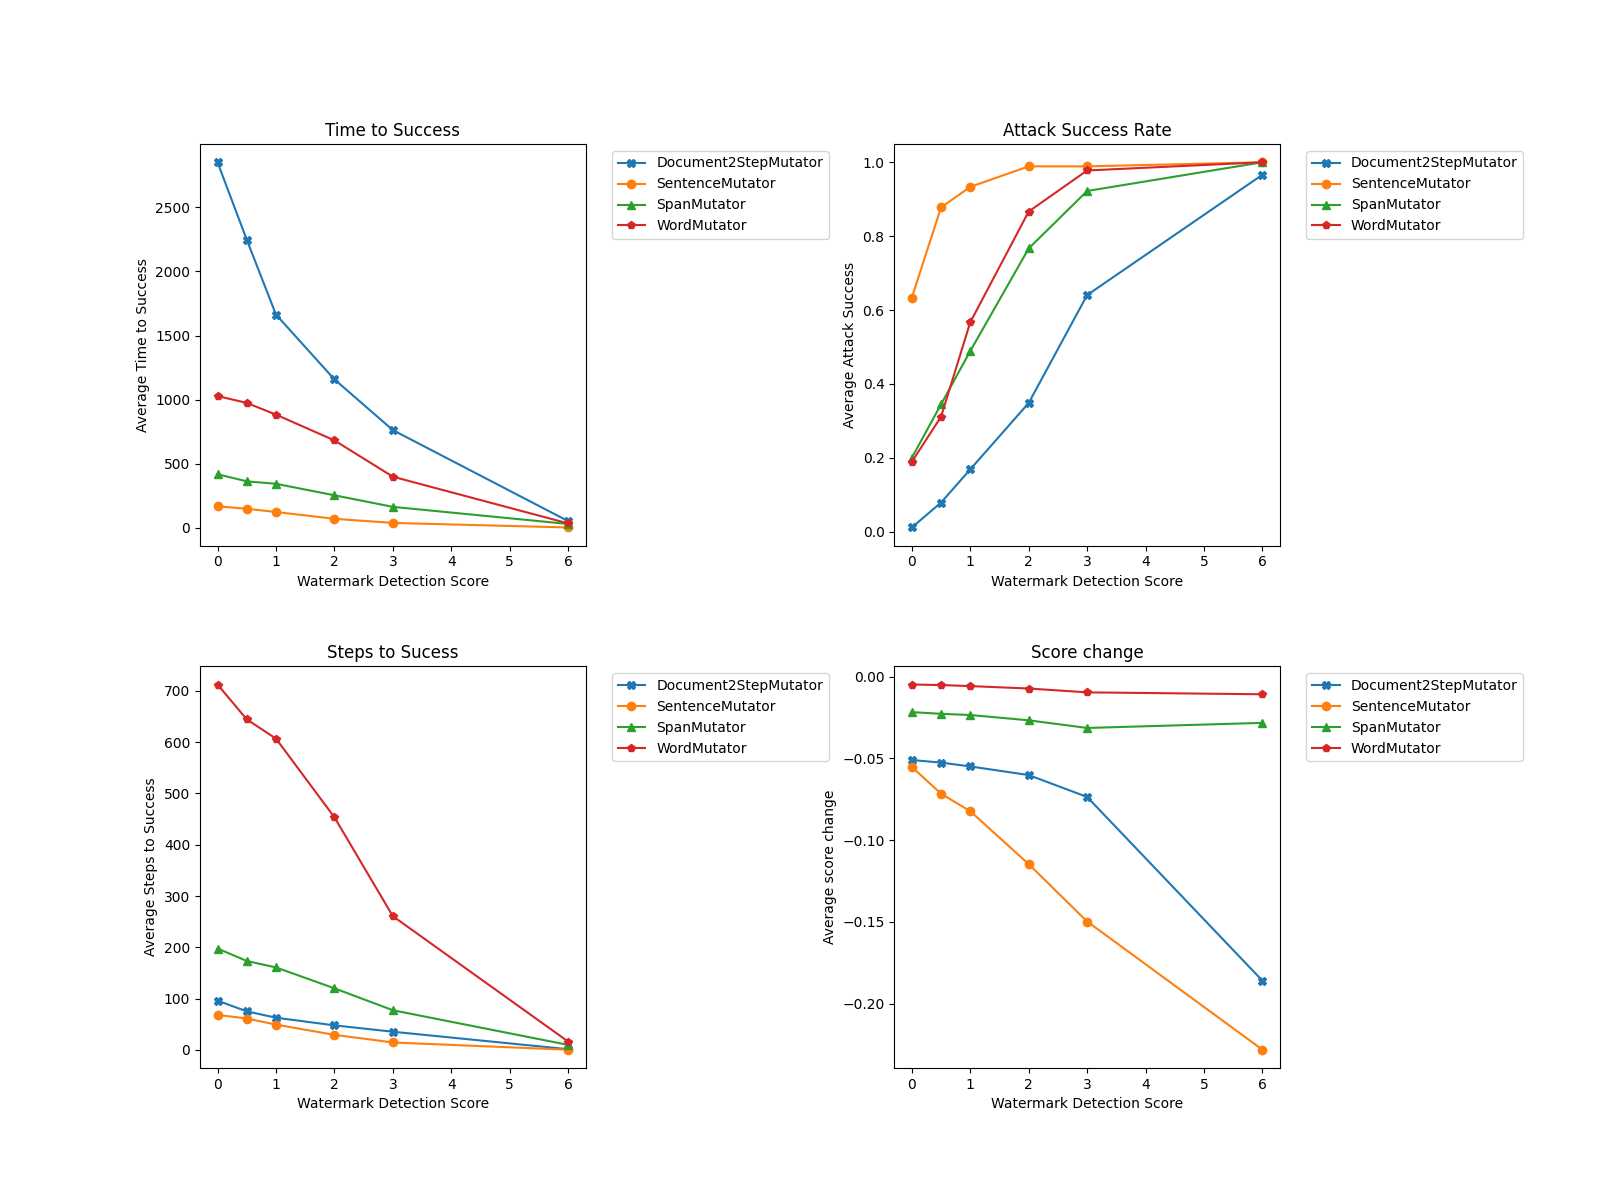 Time to Success
Average Time to Success
2500
2000
1500
1000
500
0
0 1 2 3 4 5 6
Watermark Detection Score
Document2StepMutator
SentenceMutator
SpanMutator
WordMutator
Attack Success Rate
Average Attack Success
1.0
0.8
0.6
0.4
0.2
0.0
0 1 2 3 4 5 6
Watermark Detection Score
Document2StepMutator
SentenceMutator
SpanMutator
WordMutator
Steps to Sucess
Average Steps to Success
700
600
500
400
300
200
100
0
0 1 2 3 4 5 6
Watermark Detection Score
Document2StepMutator
SentenceMutator
SpanMutator
WordMutator
Score change
Average score change
0.00
−0.05
−0.10
−0.15
−0.20
0 1 2 3 4 5 6
Watermark Detection Score
Document2StepMutator
SentenceMutator
SpanMutator
WordMutator